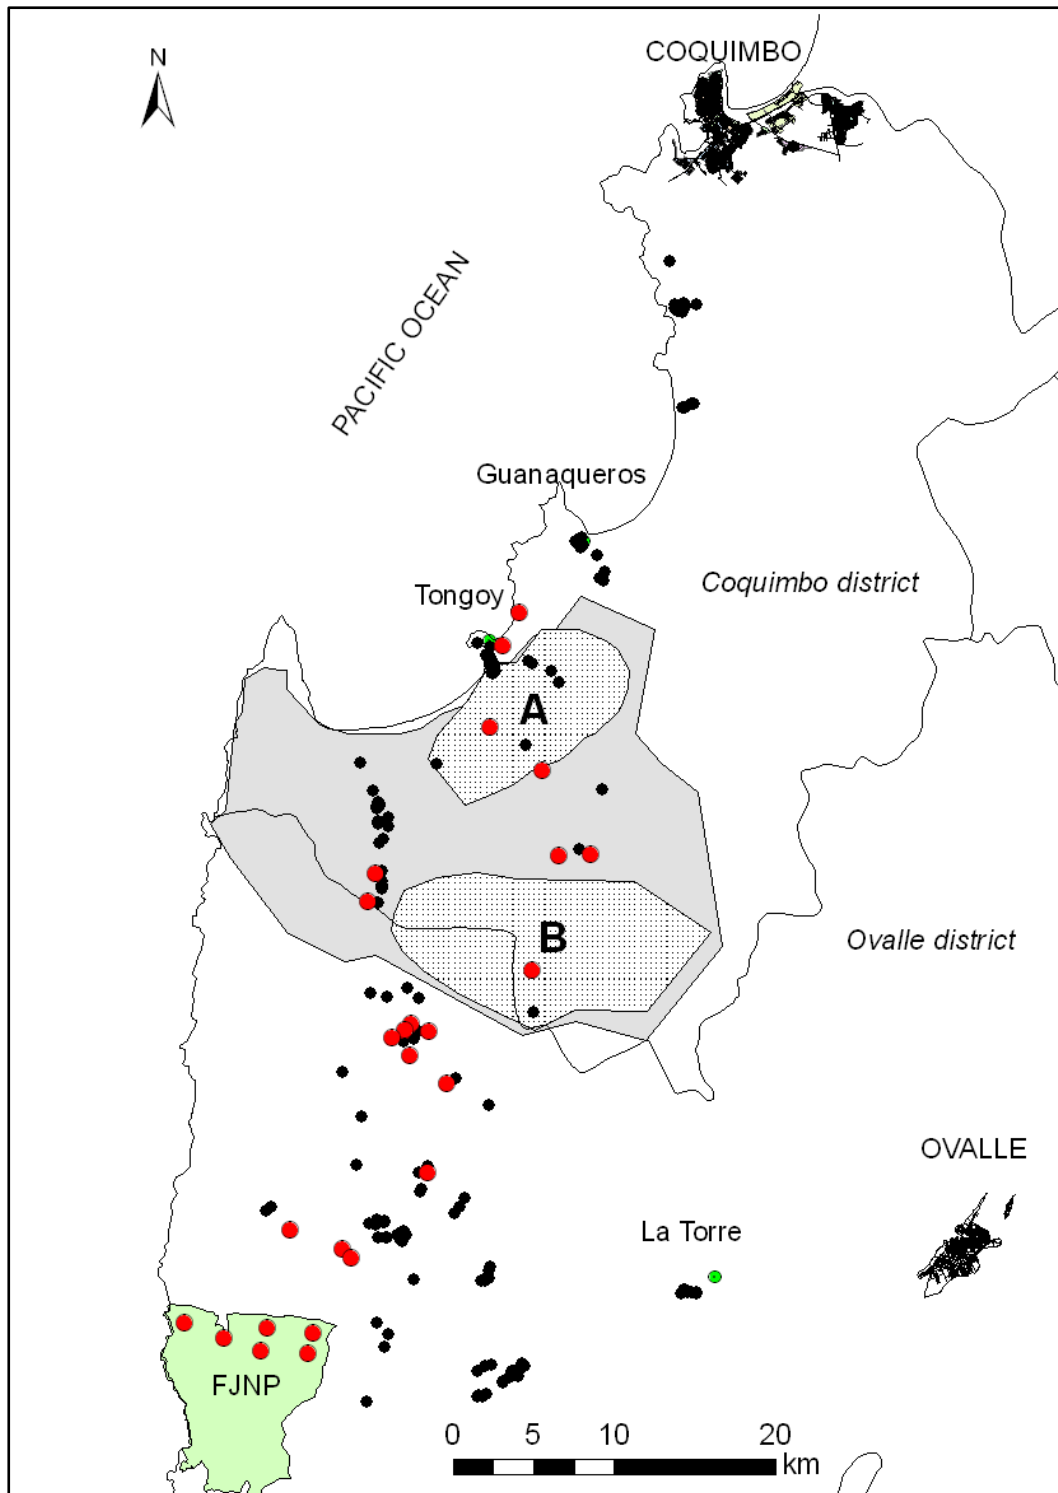 COQUIMBO
N
PACIFIC OCEAN
Guanaqueros
Coquimbo district
Tongoy
A
B
Ovalle district
OVALLE
La Torre
FJNP
0 5 10 20
km